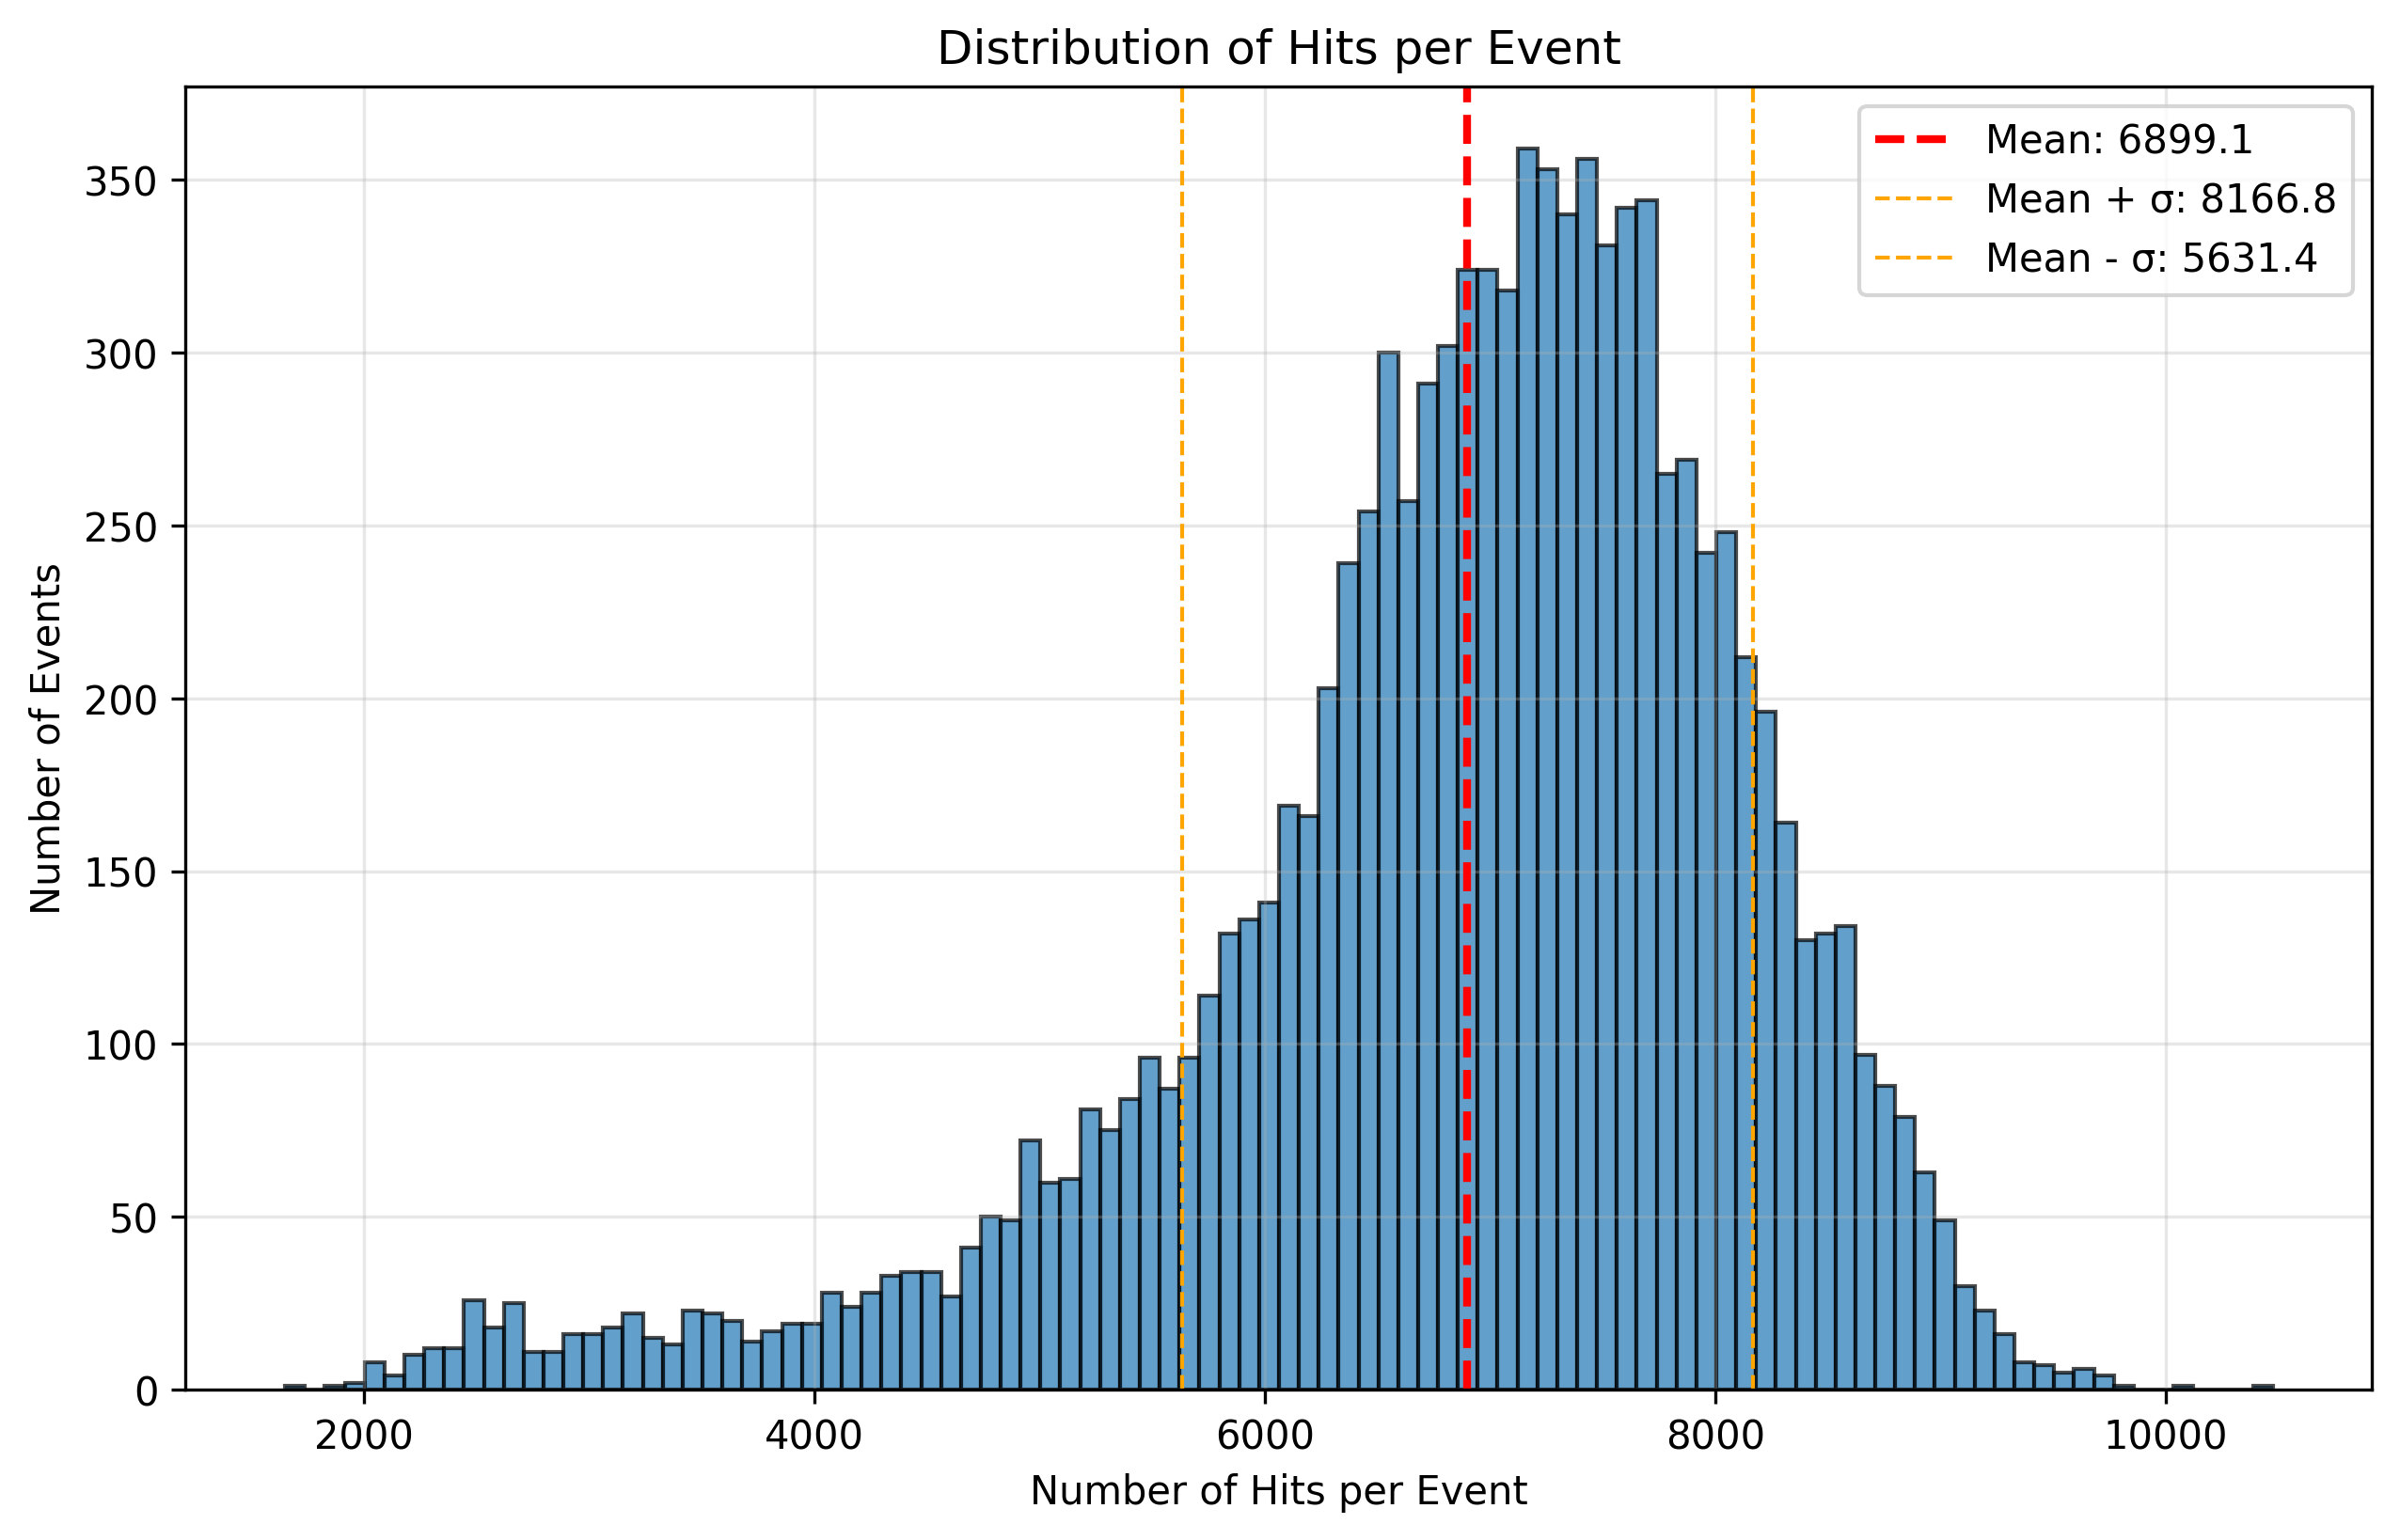 Distribution of Hits per Event
Mean: 6899.1
Mean + σ: 8166.8
Mean - σ: 5631.4
Number of Events
350
300
250
200
150
100
50
0
2000 4000 6000 8000 10000
Number of Hits per Event